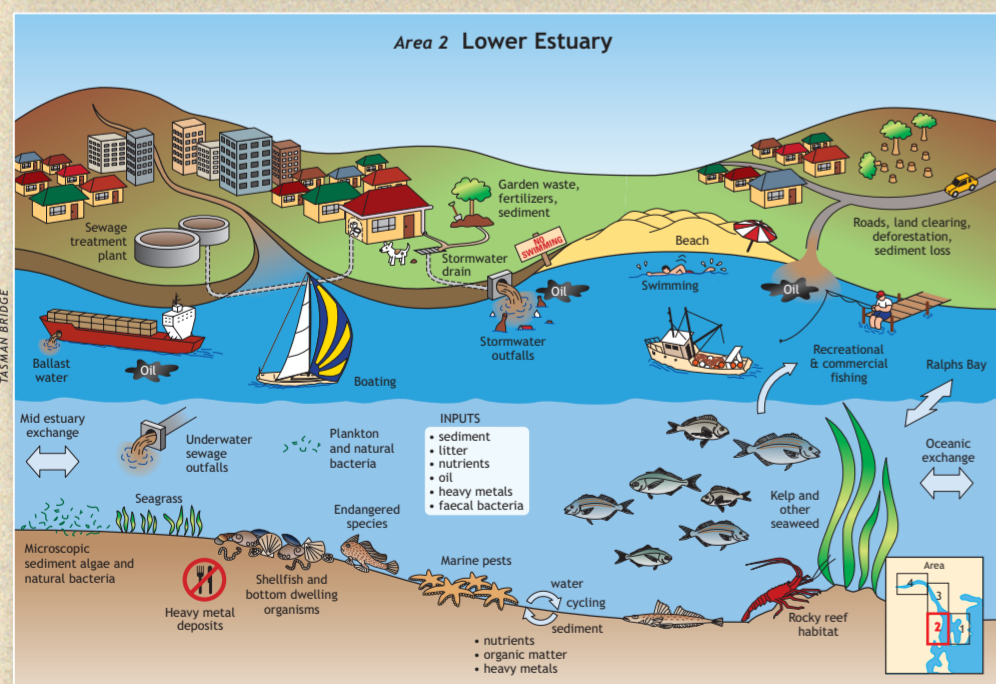 Area 2 Lower Estuary
Garden waste,
fertilizers,
sediment
Sewage
treatment
plant
Stormwater
drain
NO
SWIMMING
Beach
Roads, land clearing,
deforestation,
sediment loss
Swimming
Oil
Oil
Stormwater
outfalls
TASMAN BRIDGE
Ballast
water
Oil
Boating
Recreational
& commercial
fishing
Ralphs Bay
Mid estuary
exchange
Underwater
sewage
outfalls
Plankton
and natural
bacteria
INPUTS
• sediment
• litter
• nutrients
• oil
• heavy metals
• faecal bacteria
Oceanic
exchange
Kelp and
other
seaweed
Seagrass
Endangered
species
Microscopic
sediment algae and
natural bacteria
Heavy metal
deposits
Shellfish and
bottom dwelling
organisms
Marine pests
water
cycling
sediment
• nutrients
• organic matter
• heavy metals
Rocky reef
habitat
Area
4
3
2
1